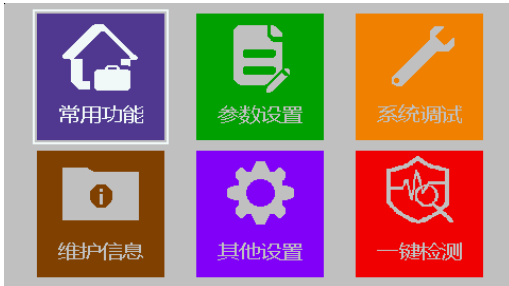 常用功能
参数设置
系统调试
维护信息
其他设置
一键检测